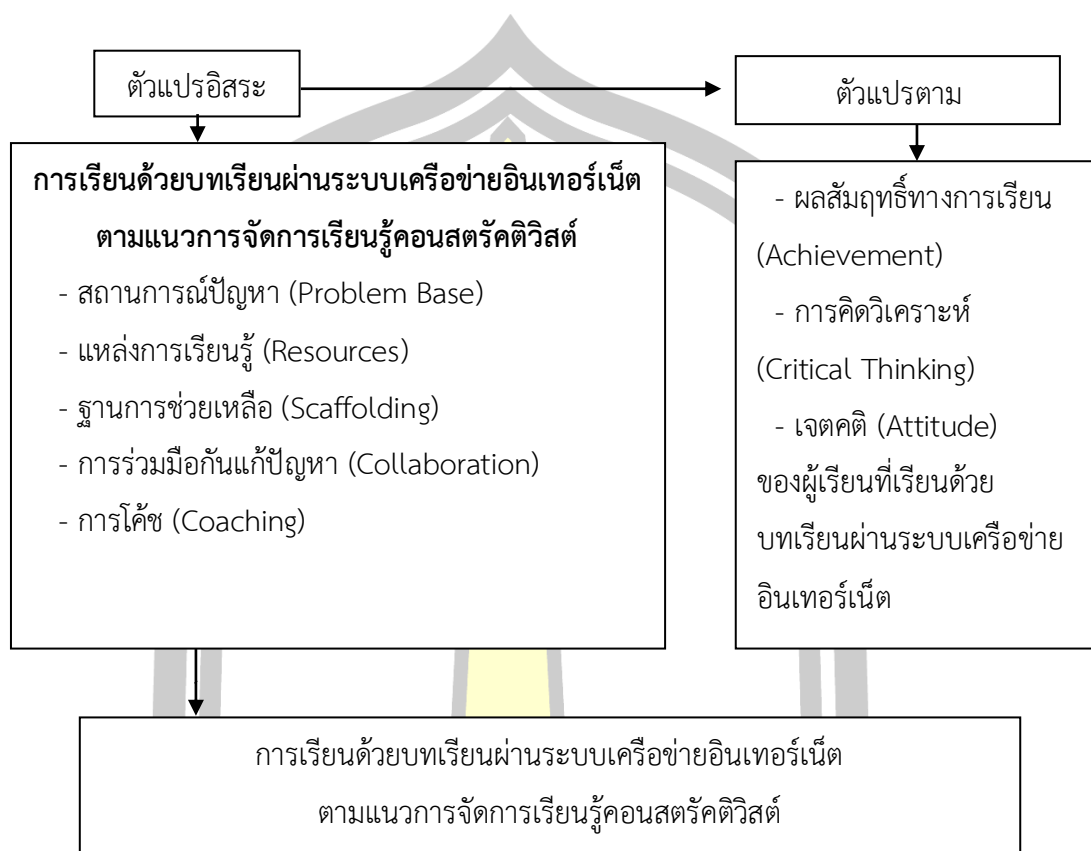 ตัวแปรอิสระ
ตัวแปรตาม
การเรียนด้วยบทเรียนผ่านระบบเครือข่ายอินเทอร์เน็ต
ตามแนวการจัดการเรียนรู้คอนสตรัคติวิสต์
- สถานการณ์ปัญหา (Problem Base)
- แหล่งการเรียนรู้ (Resources)
- ฐานการช่วยเหลือ (Scaffolding)
- การร่วมมือกันแก้ปัญหา (Collaboration)
- การโค้ช (Coaching)
- ผลสัมฤทธิ์ทางการเรียน
(Achievement)
- การคิดวิเคราะห์
(Critical Thinking)
- เจตคติ (Attitude)
ของผู้เรียนที่เรียนด้วย
บทเรียนผ่านระบบเครือข่าย
อินเทอร์เน็ต
การเรียนด้วยบทเรียนผ่านระบบเครือข่ายอินเทอร์เน็ต
ตามแนวการจัดการเรียนรู้คอนสตรัคติวิสต์